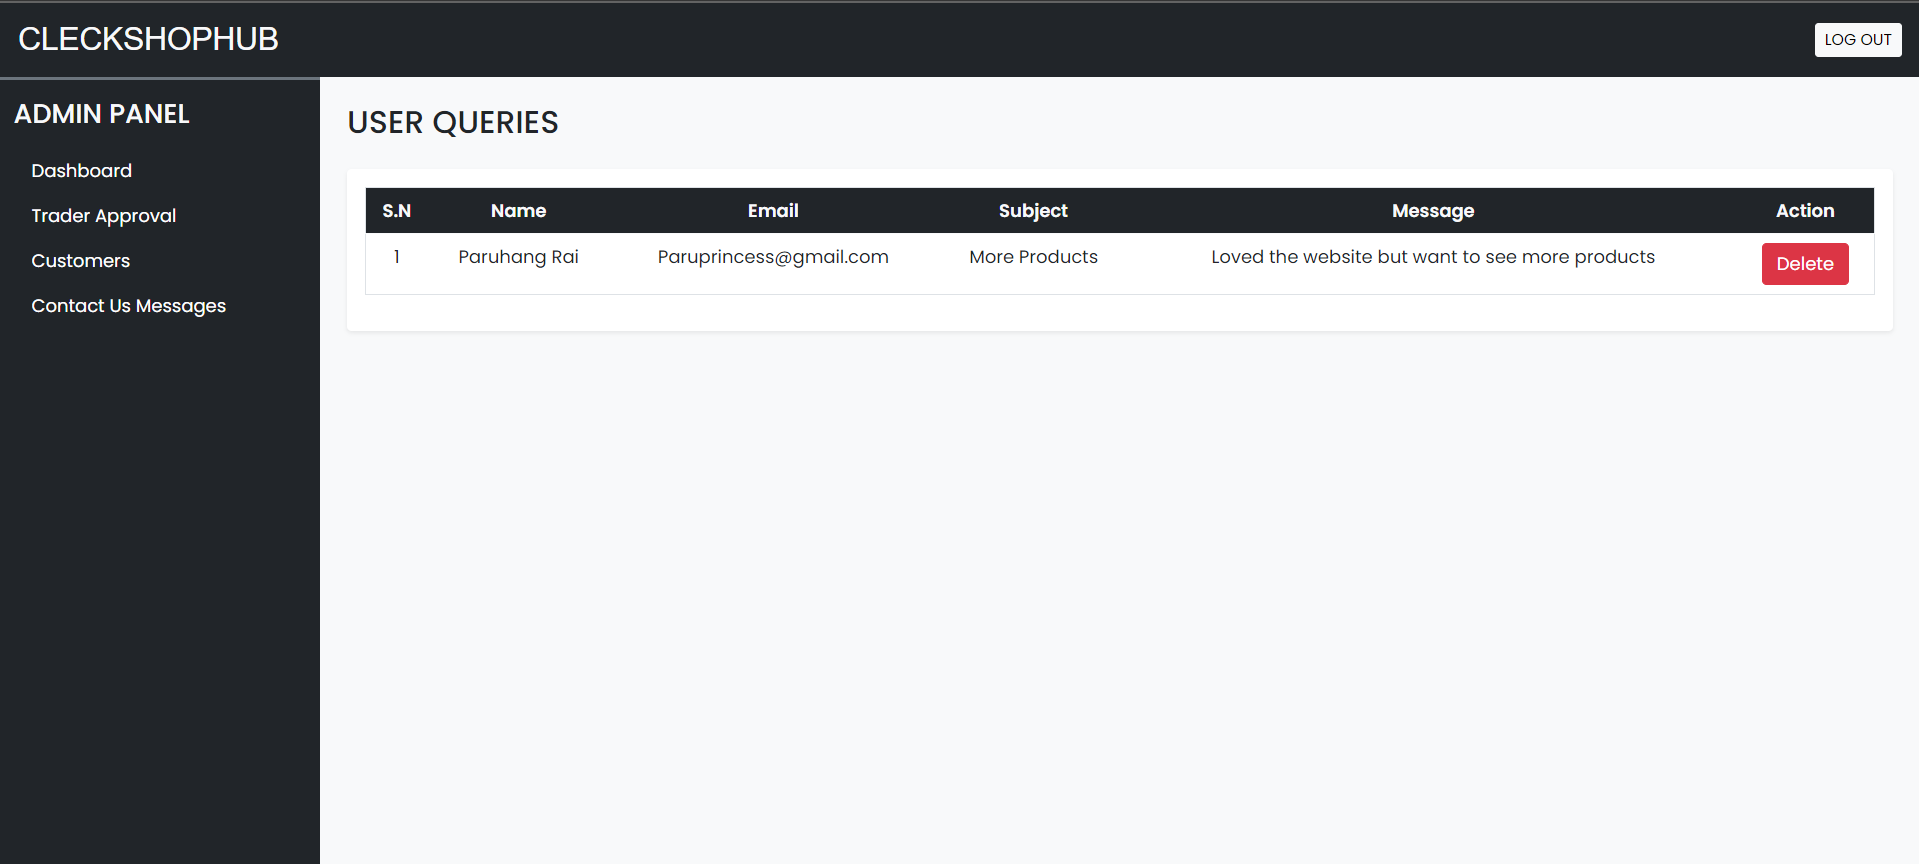 CLECKSHOPHUB
LOG OUT
ADMIN PANEL
Dashboard
Trader Approval
Customers
Contact Us Messages
USER QUERIES
S.N Name Email Subject Message Action
1 Paruhang Rai Paruprincess@gmail.com More Products Loved the website but want to see more products Delete